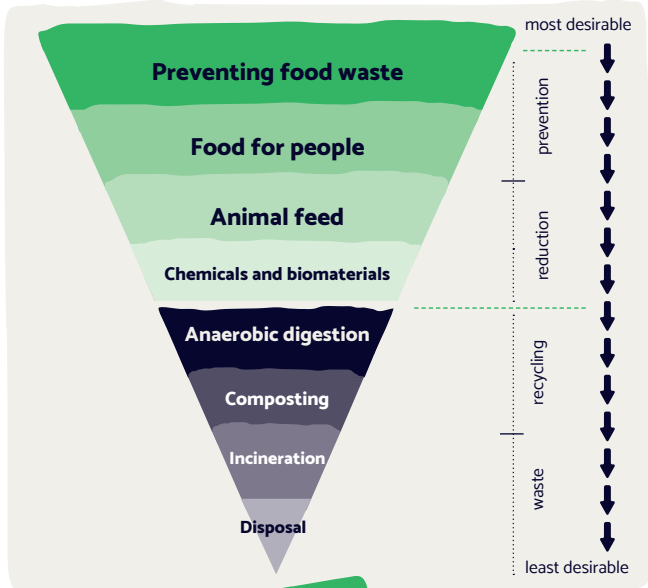 most desirable
Preventing food waste
prevention
Food for people
Animal feed
reduction
Chemicals and biomaterials
Anaerobic digestion
recycling
Composting
Incineration
waste
Disposal
least desirable